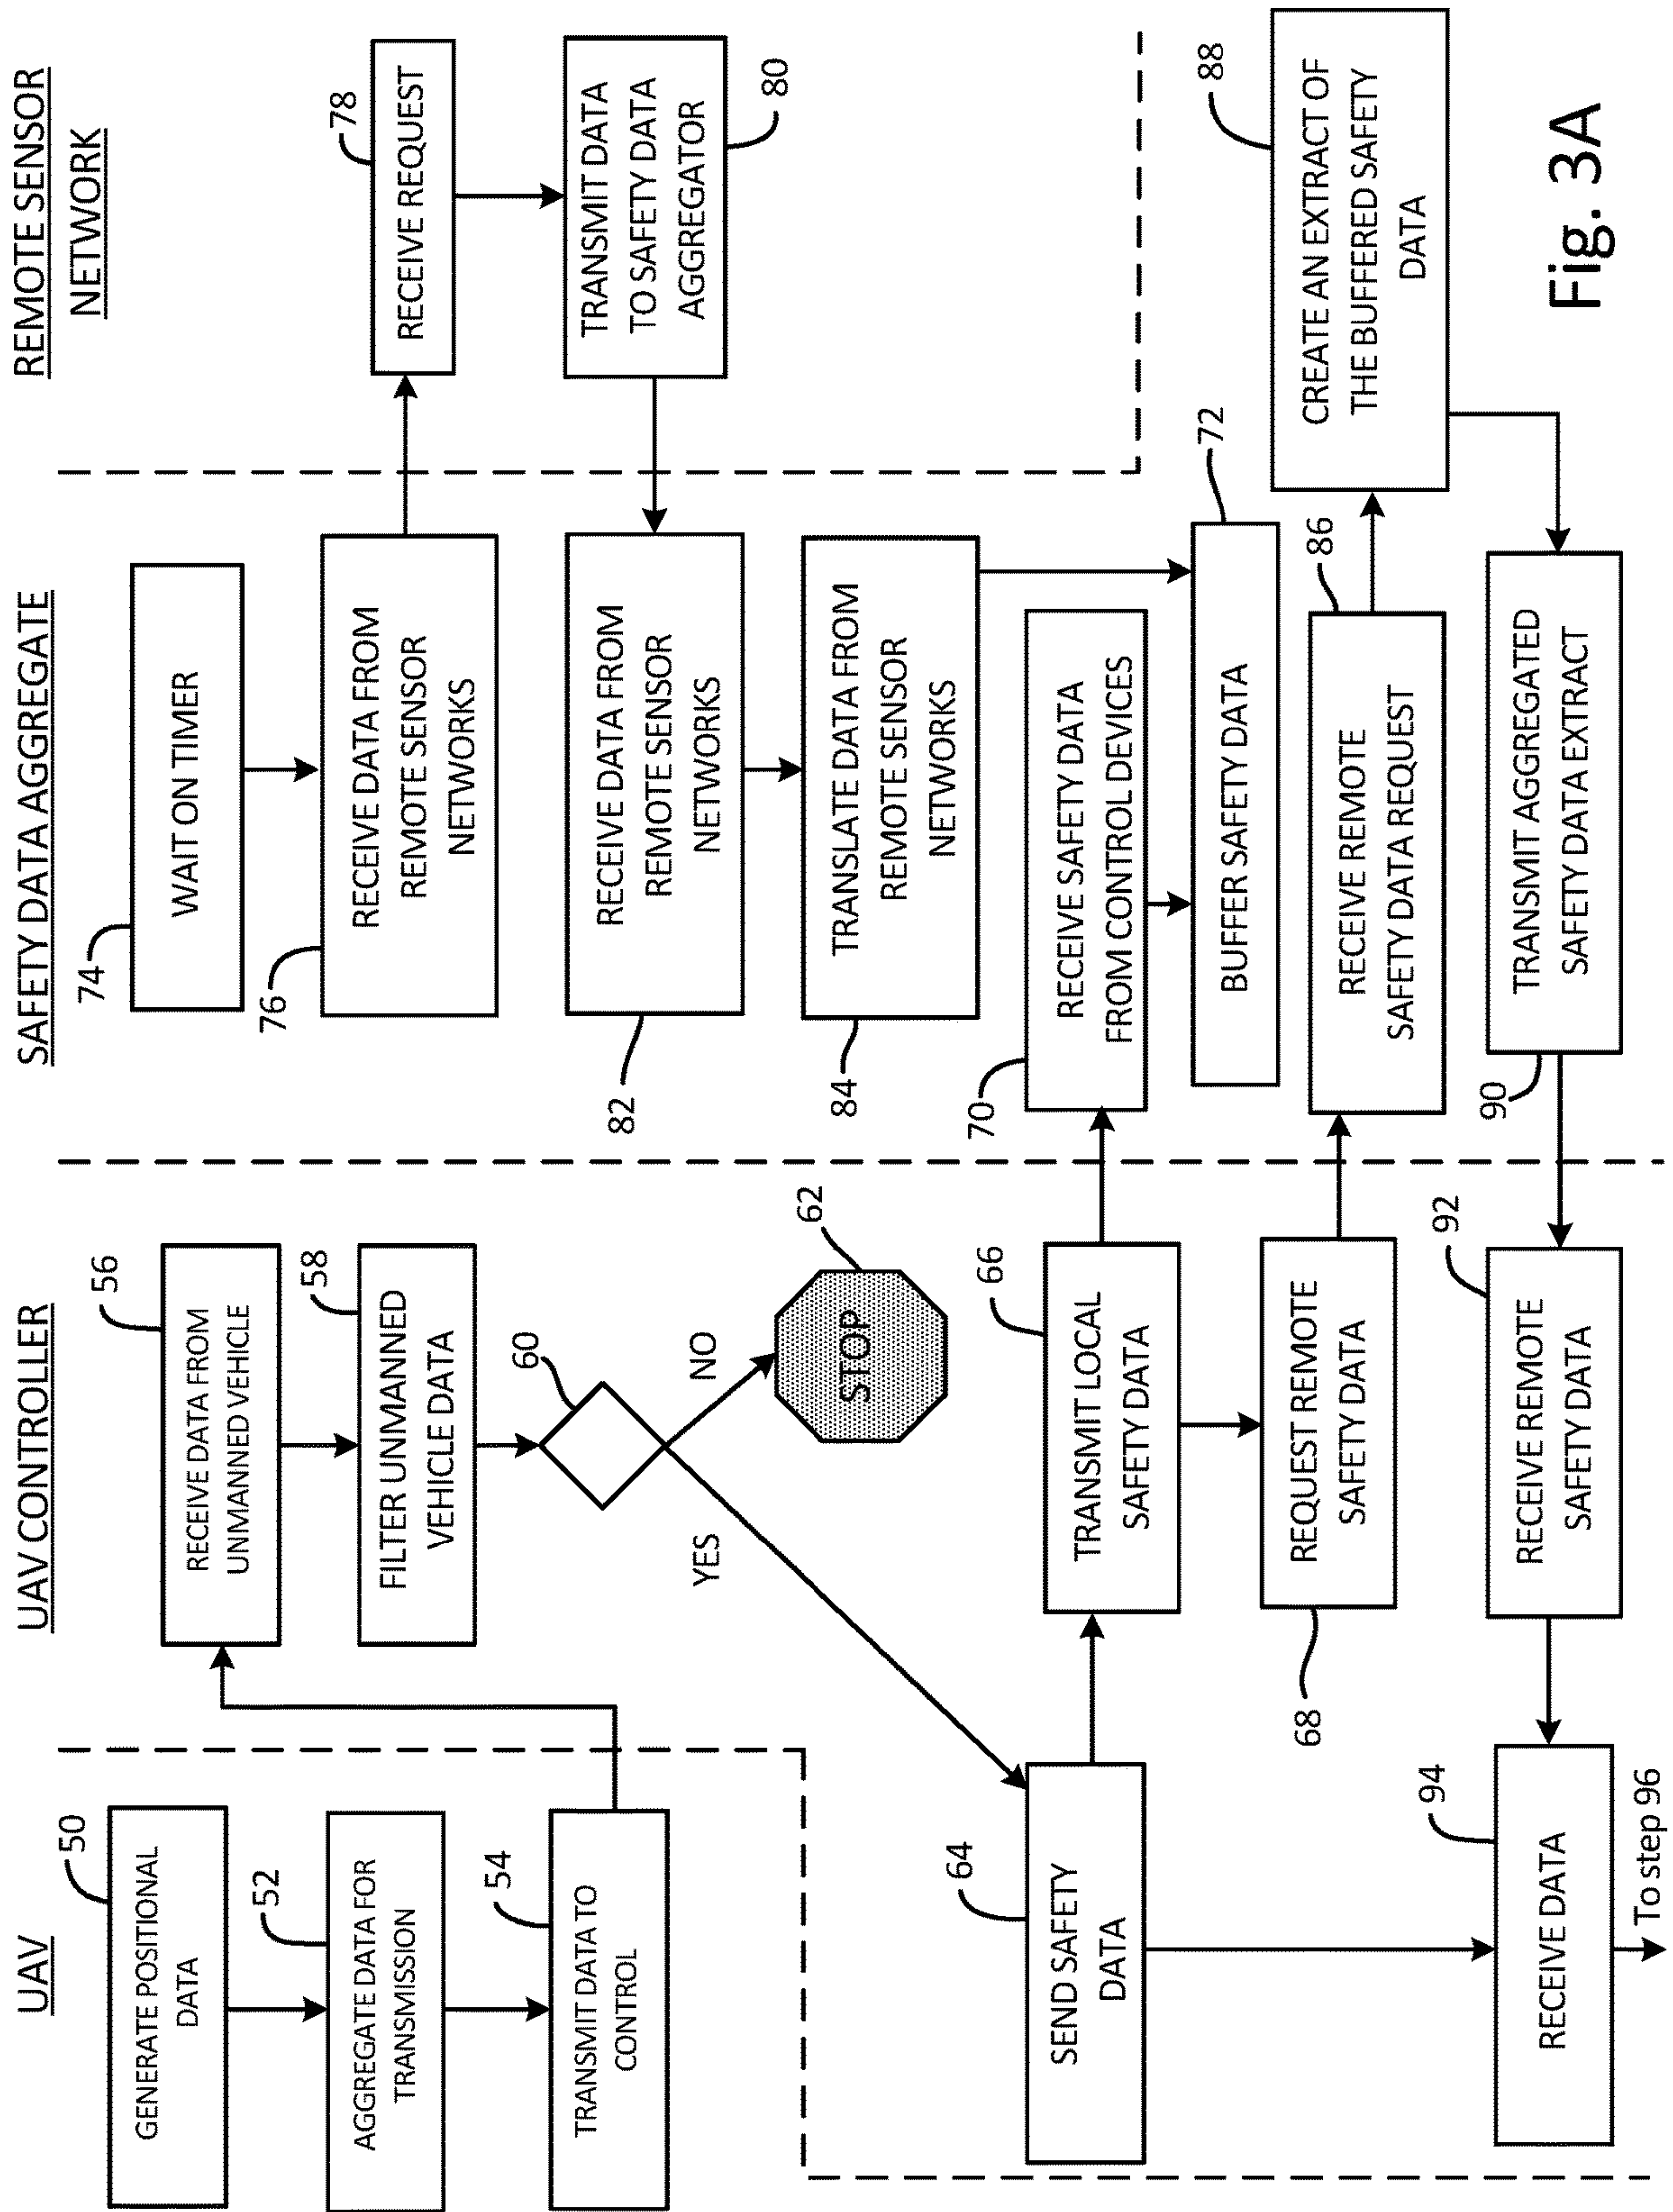 UAV
UAV CONTROLLER
SAFETY DATA AGGREGATE
REMOTE SENSOR
NETWORK
50
GENERATE POSITIONAL
DATA
52
AGGREGATE DATA FOR
TRANSMISSION
54
TRANSMIT DATA TO
CONTROL
56
RECEIVE DATA FROM
UNMANNED VEHICLE
58
FILTER UNMANNED
VEHICLE DATA
60
YES
NO
62
STOP
64
SEND SAFETY
DATA
66
TRANSMIT LOCAL
SAFETY DATA
68
REQUEST REMOTE
SAFETY DATA
74
WAIT ON TIMER
76
RECEIVE DATA FROM
REMOTE SENSOR
NETWORKS
78
RECEIVE REQUEST
80
TRANSMIT DATA
TO SAFETY DATA
AGGREGATOR
82
RECEIVE DATA FROM
REMOTE SENSOR
NETWORKS
84
TRANSLATE DATA FROM
REMOTE SENSOR
NETWORKS
70
RECEIVE SAFETY DATA
FROM CONTROL DEVICES
72
BUFFER SAFETY DATA
86
RECEIVE REMOTE
SAFETY DATA REQUEST
88
CREATE AN EXTRACT OF
THE BUFFERED SAFETY
DATA
90
TRANSMIT AGGREGATED
SAFETY DATA EXTRACT
92
RECEIVE REMOTE
SAFETY DATA
94
RECEIVE DATA
To step 96
Fig. 3A